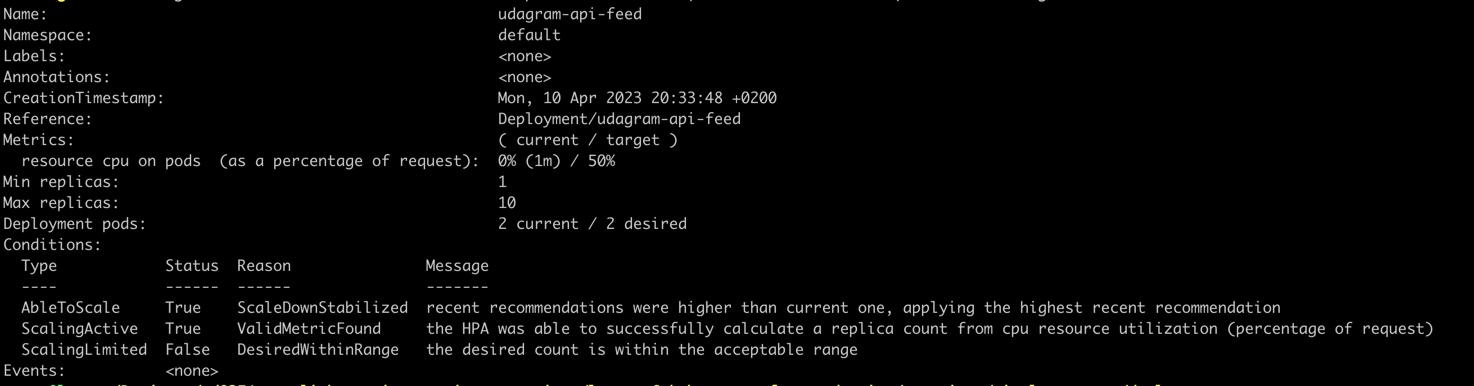 Name: udagram-api-feed
Namespace: default
Labels: <none>
Annotations: <none>
CreationTimestamp: Mon, 10 Apr 2023 20:33:48 +0200
Reference: Deployment/udagram-api-feed
Metrics: ( current / target )
  resource cpu on pods  (as a percentage of request): 0% (1m) / 50%
Min replicas: 1
Max replicas: 10
Deployment pods: 2 current / 2 desired
Conditions:
  Type            Status  Reason               Message
  ----            ------  ------               -------
  AbleToScale     True    ScaleDownStabilized  recent recommendations were higher than current one, applying the highest recent recommendation
  ScalingActive   True    ValidMetricFound     the HPA was able to successfully calculate a replica count from cpu resource utilization (percentage of request)
  ScalingLimited  False   DesiredWithinRange   the desired count is within the acceptable range
Events:           <none>